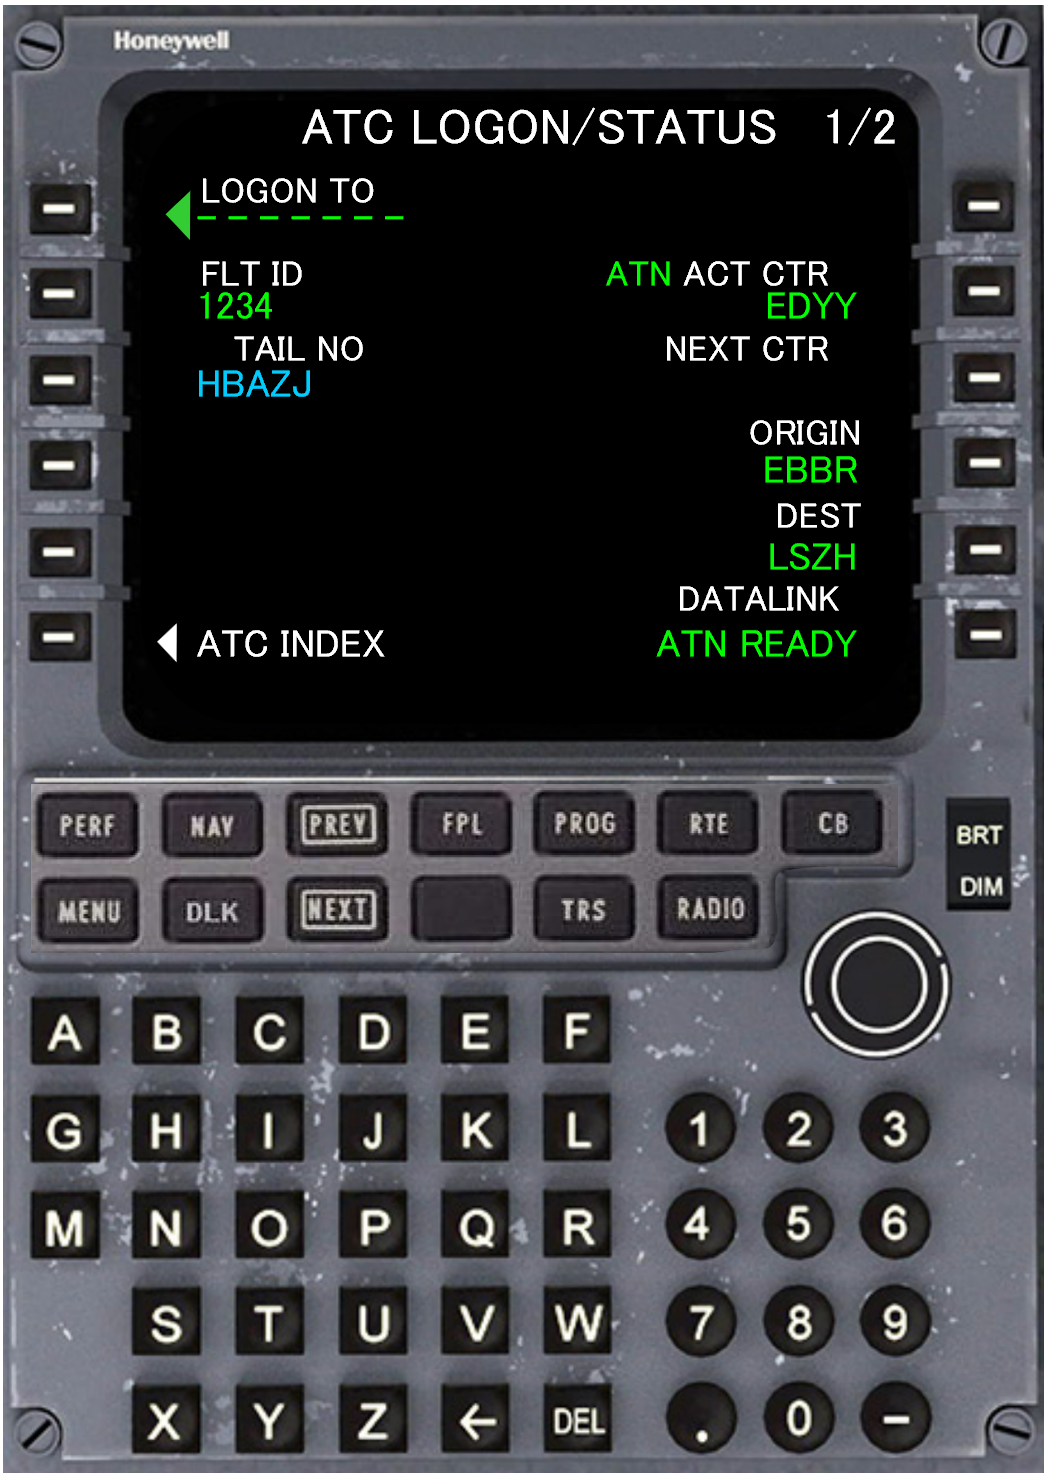 Honeywell
ATC LOGON/STATUS 1/2
LOGON TO
- - - - - - - -
FLT ID ATN ACT CTR
1234 EDYY
TAIL NO NEXT CTR
HBAZJ
ORIGIN
EBBR
DEST
LSZH
DATALINK
ATC INDEX ATN READY
PERF NAV PREV FPL PROG RTE CB
BRT
DIM
MENU DLK NEXT TRS RADIO
A B C D E F
G H I J K L 1 2 3
M N O P Q R 4 5 6
S T U V W 7 8 9
X Y Z ← DEL . 0 -